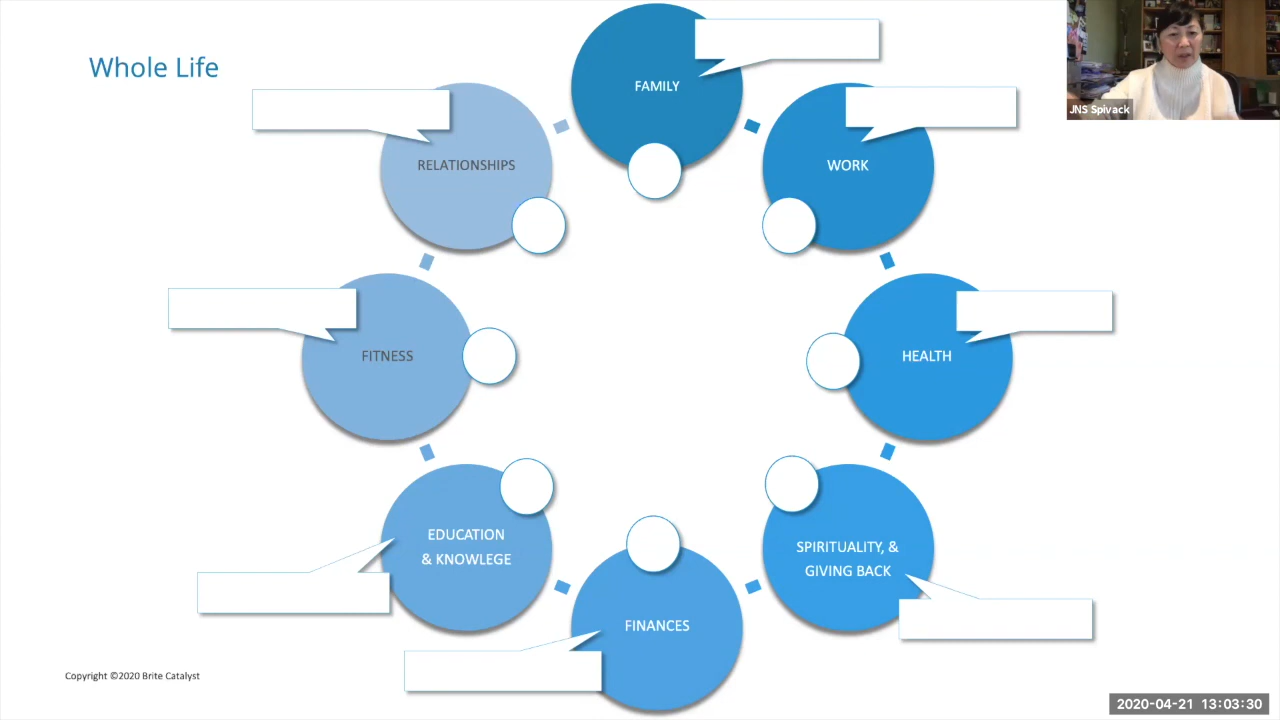 Whole Life
FAMILY
RELATIONSHIPS
WORK
FITNESS
HEALTH
EDUCATION
& KNOWLEGE
SPIRITUALITY, &
GIVING BACK
FINANCES
JNS Spivack
Copyright ©2020 Brite Catalyst
2020-04-21 13:03:30